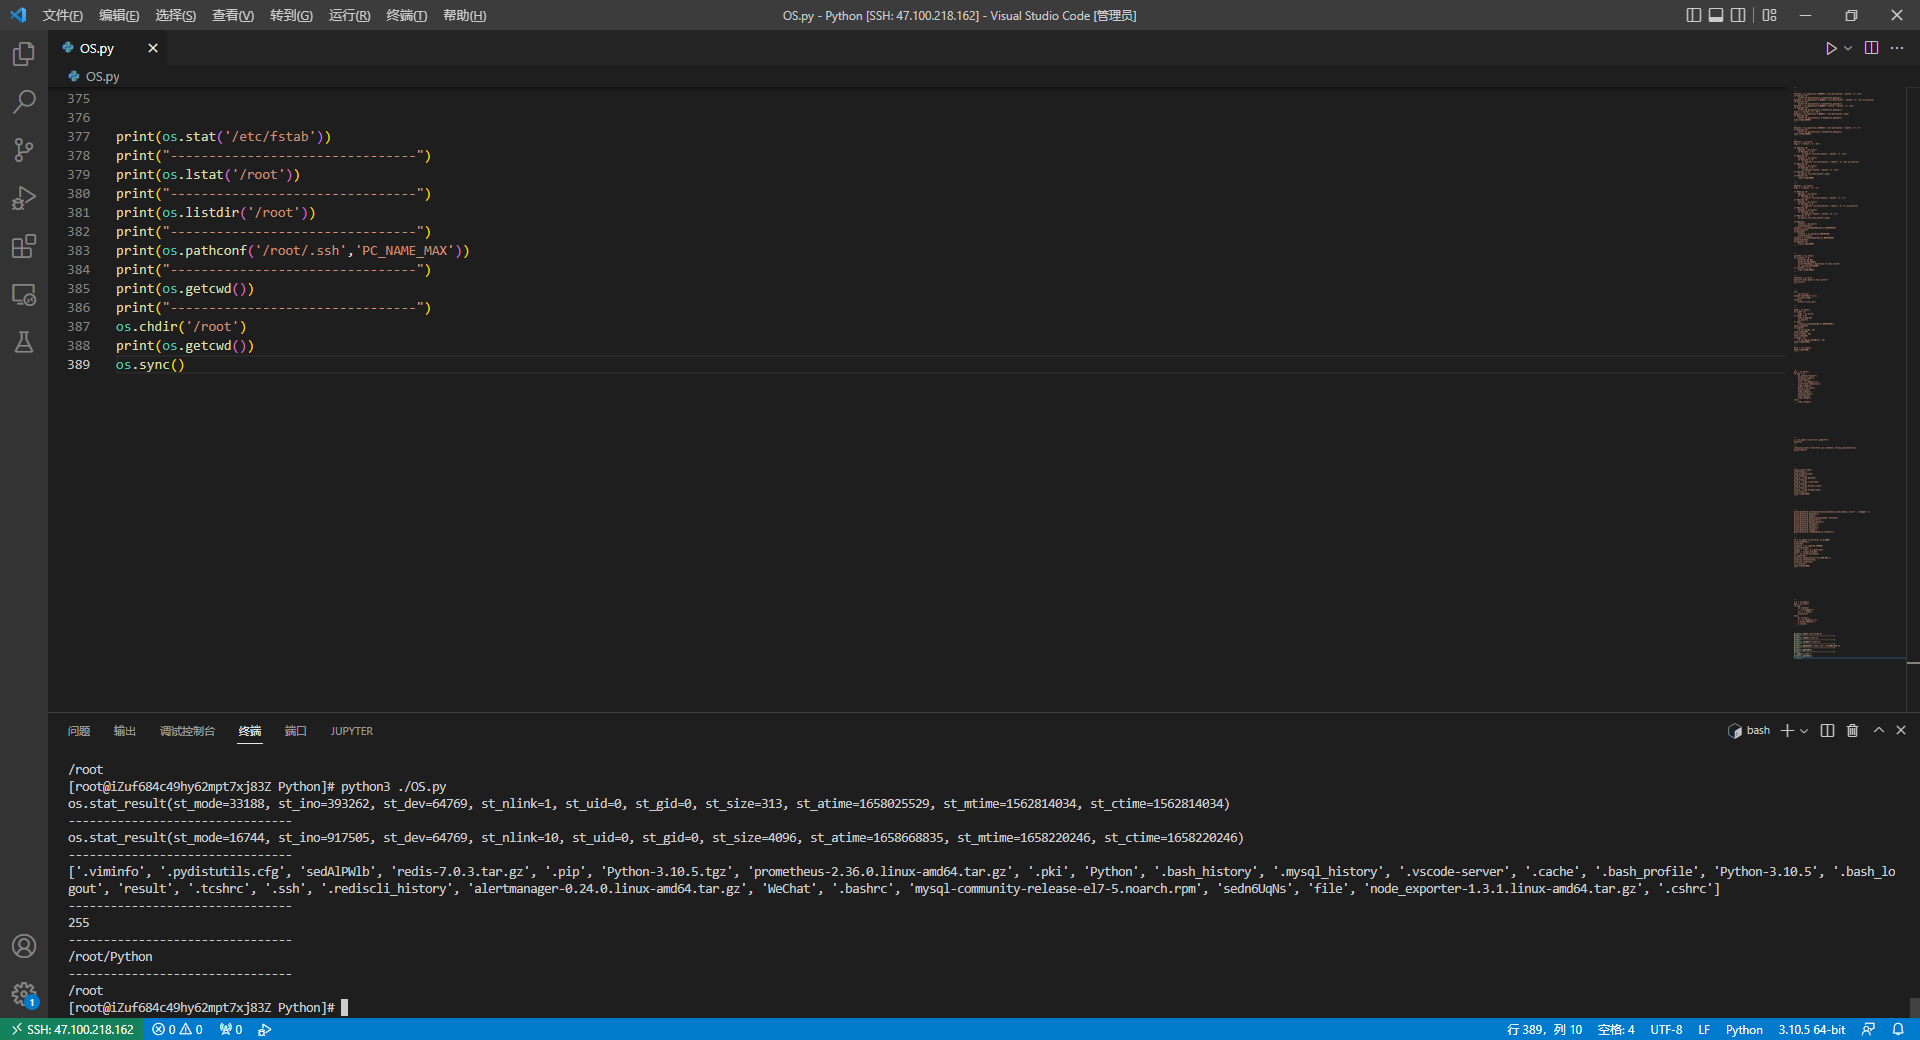 文件(F) 编辑(E) 选择(S) 查看(V) 转到(G) 运行(R) 终端(T) 帮助(H)
OS.py - Python [SSH: 47.100.218.162] - Visual Studio Code [管理员]
OS.py
OS.py
375
376
377 print(os.stat('/etc/fstab'))
378 print("--------------------------------")
379 print(os.lstat('/root'))
380 print("--------------------------------")
381 print(os.listdir('/root'))
382 print("--------------------------------")
383 print(os.pathconf('/root/.ssh','PC_NAME_MAX'))
384 print("--------------------------------")
385 print(os.getcwd())
386 print("--------------------------------")
387 os.chdir('/root')
388 print(os.getcwd())
389 os.sync()
问题 输出 调试控制台 终端 端口 JUPYTER
bash
/root
[root@iZuf684c49hy62mpt7xj83Z Python]# python3 ./OS.py
os.stat_result(st_mode=33188, st_ino=393262, st_dev=64769, st_nlink=1, st_uid=0, st_gid=0, st_size=313, st_atime=1658025529, st_mtime=1562814034, st_ctime=1562814034)
--------------------------------
os.stat_result(st_mode=16744, st_ino=917505, st_dev=64769, st_nlink=10, st_uid=0, st_gid=0, st_size=4096, st_atime=1658668835, st_mtime=1658220246, st_ctime=1658220246)
--------------------------------
['.viminfo', '.pydistutils.cfg', 'sedAlPWlb', 'redis-7.0.3.tar.gz', '.pip', 'Python-3.10.5.tgz', 'prometheus-2.36.0.linux-amd64.tar.gz', '.pki', 'Python', '.bash_history', '.mysql_history', '.vscode-server', '.cache', '.bash_profile', 'Python-3.10.5', '.bash_lo
gout', 'result', '.tcshrc', '.ssh', '.rediscli_history', 'alertmanager-0.24.0.linux-amd64.tar.gz', 'WeChat', '.bashrc', 'mysql-community-release-el7-5.noarch.rpm', 'sedn6UqNs', 'file', 'node_exporter-1.3.1.linux-amd64.tar.gz', '.cshrc']
--------------------------------
255
--------------------------------
/root/Python
--------------------------------
/root
[root@iZuf684c49hy62mpt7xj83Z Python]#
1
SSH: 47.100.218.162 0 0 0 行 389，列 10 空格: 4 UTF-8 LF Python 3.10.5 64-bit